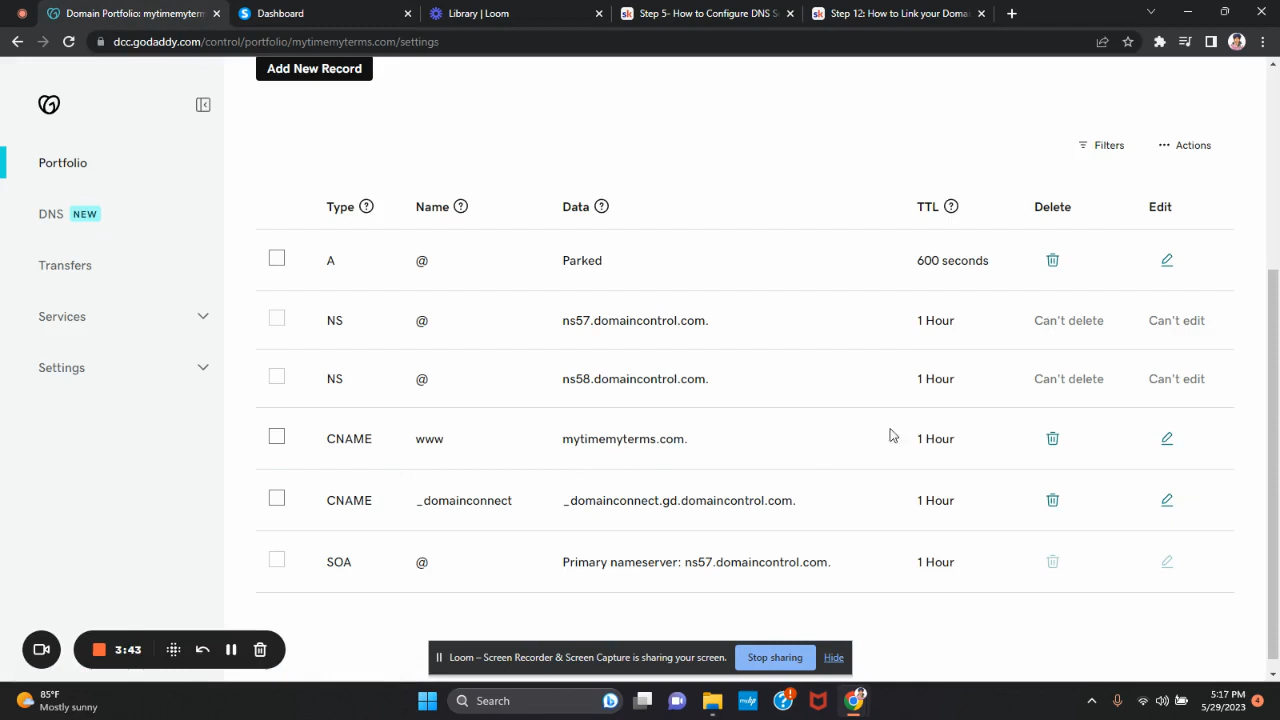 Domain Portfolio: mytimemyterm
Dashboard
Library | Loom
Step 5- How to Configure DNS S
Step 12: How to Link your Doma
dcc.godaddy.com/control/portfolio/mytimemyterms.com/settings
Add New Record
Portfolio
DNS NEW
Transfers
Services
Settings
Filters
Actions
Type Name Data TTL Delete Edit
A @ Parked 600 seconds
NS @ ns57.domaincontrol.com. 1 Hour Can't delete Can't edit
NS @ ns58.domaincontrol.com. 1 Hour Can't delete Can't edit
CNAME www mytimemyterms.com. 1 Hour
CNAME _domainconnect _domainconnect.gd.domaincontrol.com. 1 Hour
SOA @ Primary nameserver: ns57.domaincontrol.com. 1 Hour
3:43
Loom – Screen Recorder & Screen Capture is sharing your screen.
Stop sharing
Hide
85°F
Mostly sunny
Search
5:17 PM
5/29/2023
4